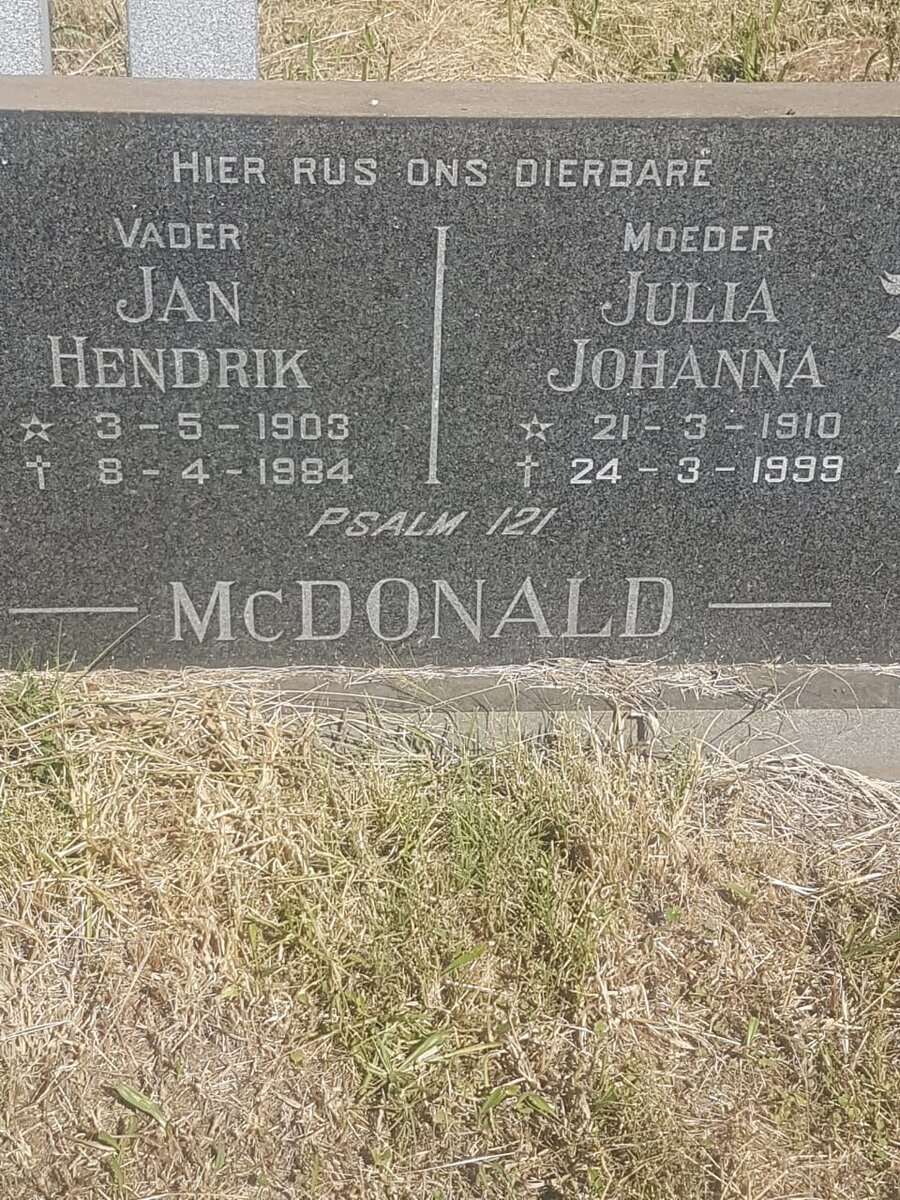 HIER RUS ONS DIERBARE
VADER
JAN
HENDRIK
☆ 3-5-1903
† 8-4-1984
MOEDER
JULIA
JOHANNA
☆ 21-3-1910
† 24-3-1999
PSALM 121
McDONALD